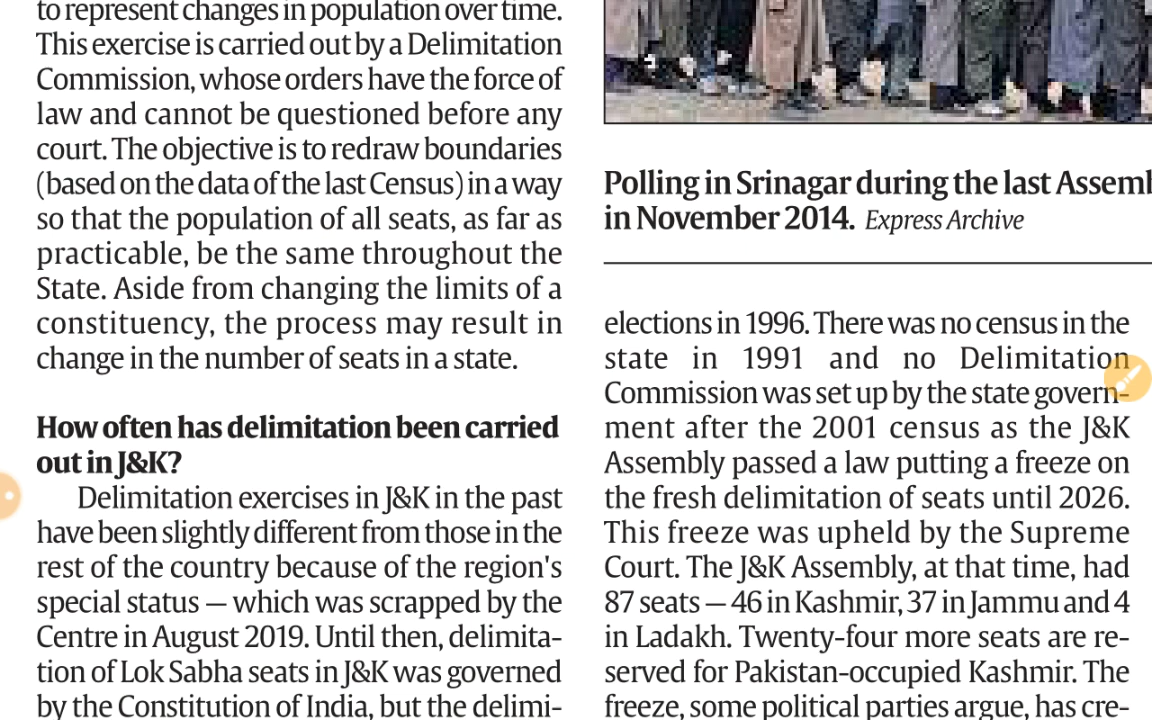 to represent changes in population over time.
This exercise is carried out by a Delimitation
Commission, whose orders have the force of
law and cannot be questioned before any
court. The objective is to redraw boundaries
(based on the data of the last Census) in a way
so that the population of all seats, as far as
practicable, be the same throughout the
State. Aside from changing the limits of a
constituency, the process may result in
change in the number of seats in a state.
How often has delimitation been carried
out in J&K?
Delimitation exercises in J&K in the past
have been slightly different from those in the
rest of the country because of the region's
special status — which was scrapped by the
Centre in August 2019. Until then, delimita-
tion of Lok Sabha seats in J&K was governed
by the Constitution of India, but the delimi-
Polling in Srinagar during the last Assemb
in November 2014. Express Archive
elections in 1996. There was no census in the
state in 1991 and no Delimitation
Commission was set up by the state govern-
ment after the 2001 census as the J&K
Assembly passed a law putting a freeze on
the fresh delimitation of seats until 2026.
This freeze was upheld by the Supreme
Court. The J&K Assembly, at that time, had
87 seats — 46 in Kashmir, 37 in Jammu and 4
in Ladakh. Twenty-four more seats are re-
served for Pakistan-occupied Kashmir. The
freeze, some political parties argue, has cre-